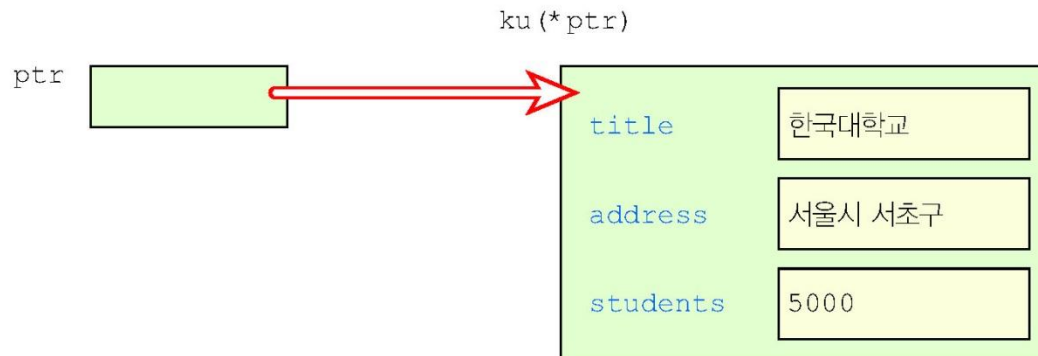 ku(*ptr)
ptr
title 한국대학교
address 서울시 서초구
students 5000